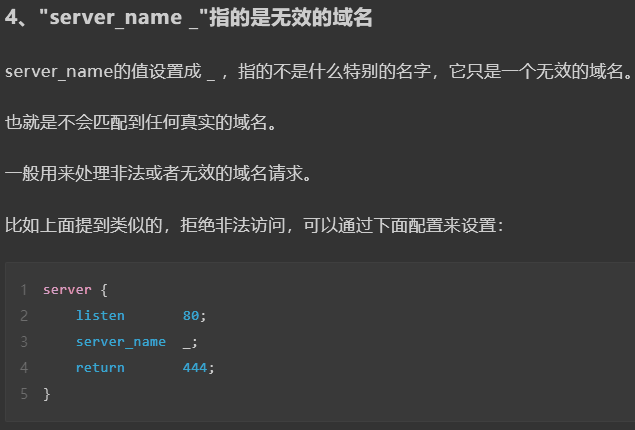 4、"server_name _"指的是无效的域名
server_name的值设置成 _ ，指的不是什么特别的名字，它只是一个无效的域名。
也就是不会匹配到任何真实的域名。
一般用来处理非法或者无效的域名请求。
比如上面提到类似的，拒绝非法访问，可以通过下面配置来设置：
1 server {
2     listen       80;
3     server_name  _;
4     return       444;
5 }